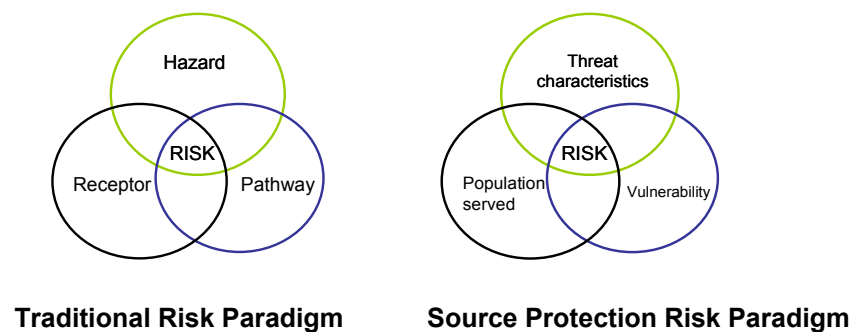 Hazard
RISK
Receptor
Pathway
Traditional Risk Paradigm
Threat
characteristics
RISK
Population
served
Vulnerability
Source Protection Risk Paradigm